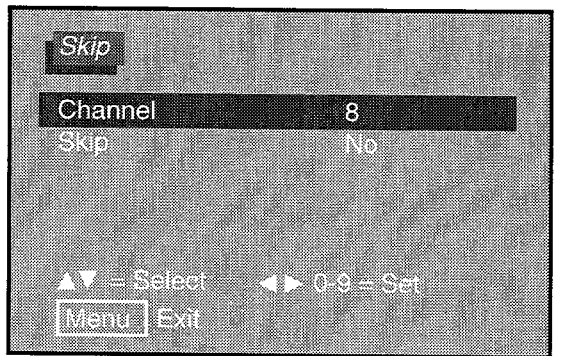 Skip
Channel 8
Skip No
▲▼ = Select ◄► 0-9 = Set
Menu Exit